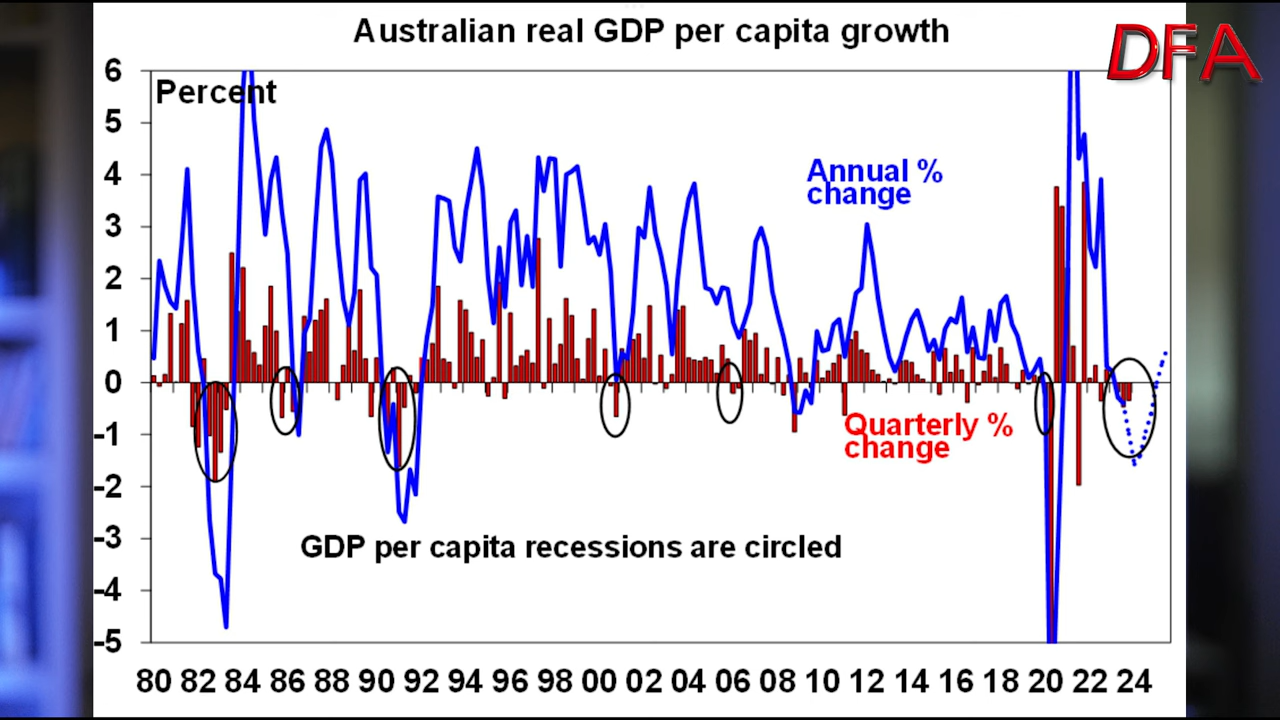 Australian real GDP per capita growth
DFA
6
Percent
5
4
3
2
1
0
-1
-2
-3
-4
-5
Annual %
change
Quarterly %
change
GDP per capita recessions are circled
80 82 84 86 88 90 92 94 96 98 00 02 04 06 08 10 12 14 16 18 20 22 24